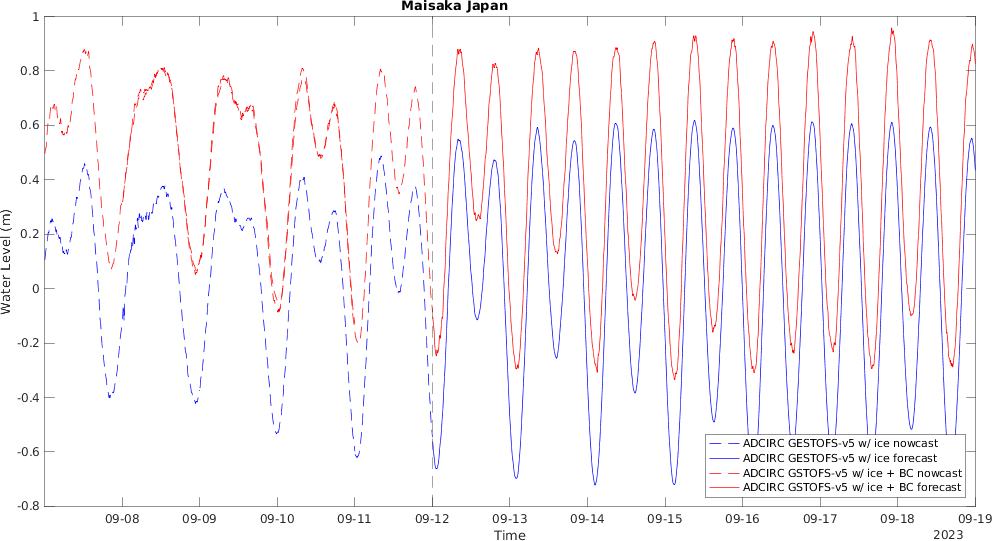 Maisaka Japan
1
0.8
0.6
0.4
0.2
0
-0.2
-0.4
-0.6
-0.8
Water Level (m)
ADCIRC GESTOFS-v5 w/ ice nowcast
ADCIRC GESTOFS-v5 w/ ice forecast
ADCIRC GSTOFS-v5 w/ ice + BC nowcast
ADCIRC GSTOFS-v5 w/ ice + BC forecast
09-08 09-09 09-10 09-11 09-12 09-13 09-14 09-15 09-16 09-17 09-18 09-19
Time
2023